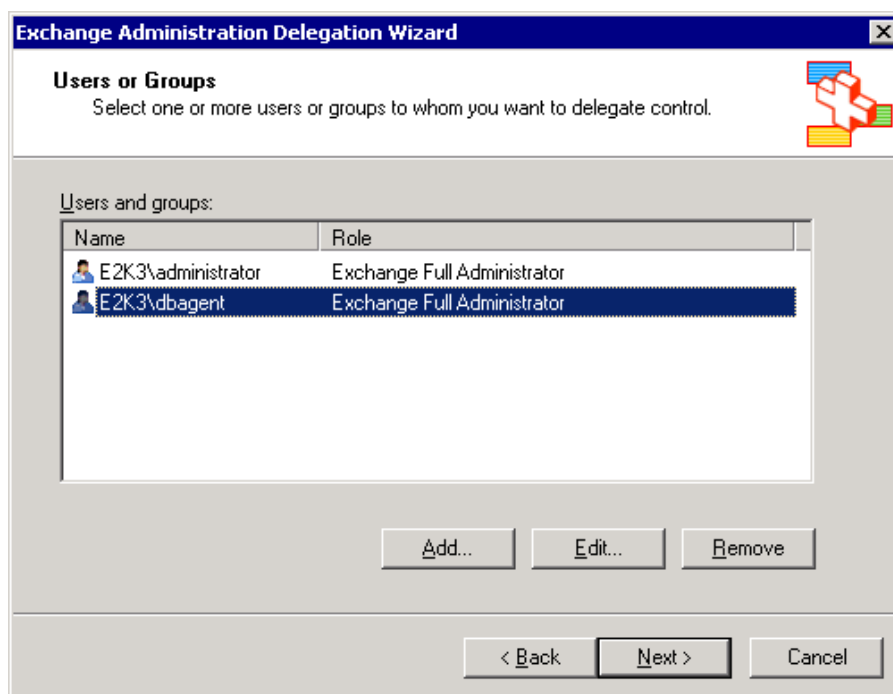 Exchange Administration Delegation Wizard
Users or Groups
Select one or more users or groups to whom you want to delegate control.
Users and groups:
Name Role
E2K3\administrator Exchange Full Administrator
E2K3\dbagent Exchange Full Administrator
Add... Edit... Remove
< Back Next > Cancel